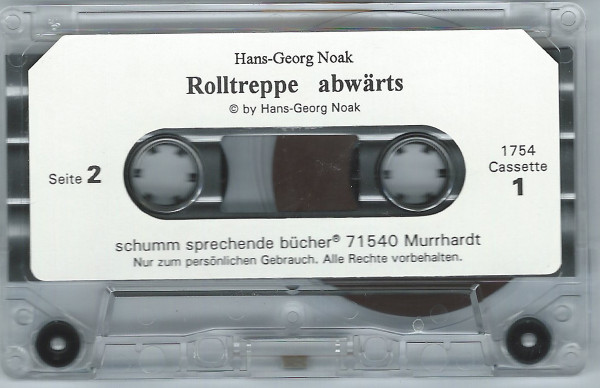 Hans-Georg Noak
Rolltreppe abwärts
© by Hans-Georg Noak
Seite 2
1754
Cassette
1
schumm sprechende bücher® 71540 Murrhardt
Nur zum persönlichen Gebrauch. Alle Rechte vorbehalten.